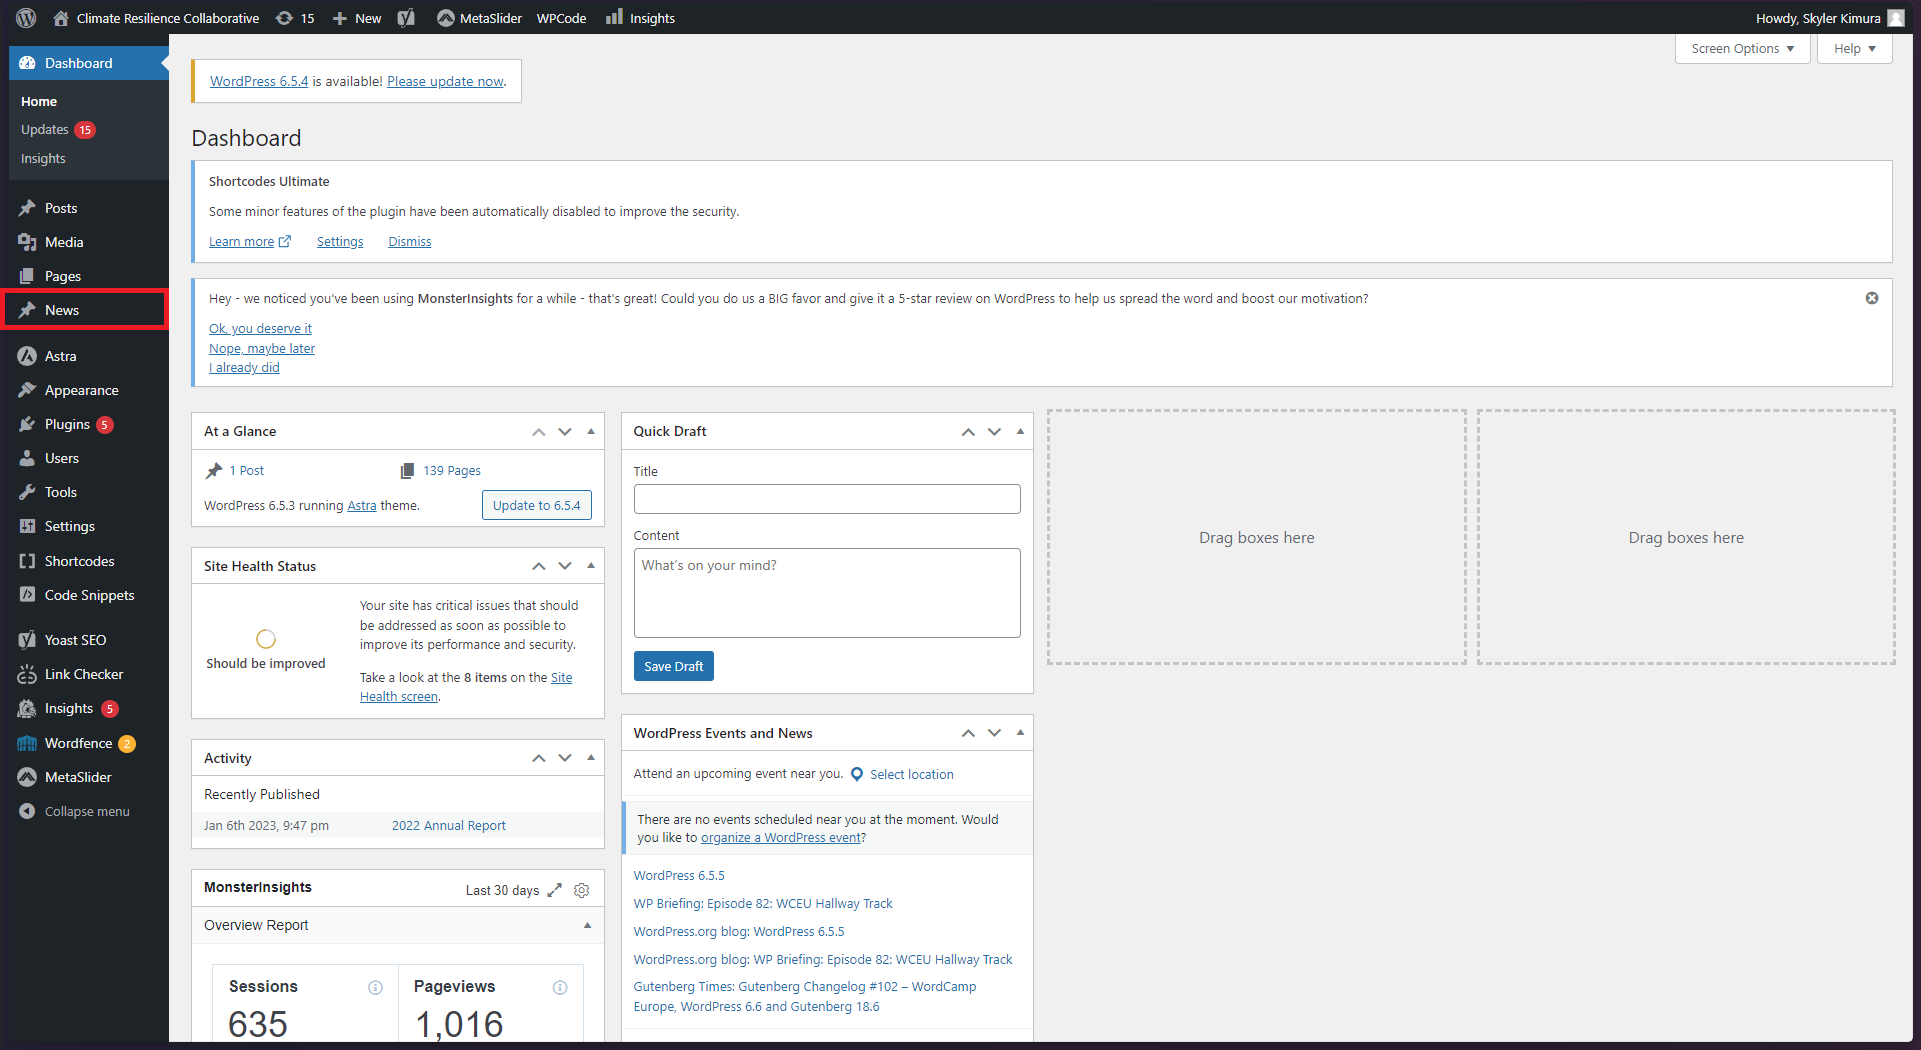 Climate Resilience Collaborative 15 New MetaSlider WPCode Insights Howdy, Skyler Kimura
Dashboard
Home
Updates 15
Insights
Posts
Media
Pages
News
Astra
Appearance
Plugins 5
Users
Tools
Settings
Shortcodes
Code Snippets
Yoast SEO
Link Checker
Insights 5
Wordfence 2
MetaSlider
Collapse menu
Screen Options Help
WordPress 6.5.4 is available! Please update now.
Dashboard
Shortcodes Ultimate
Some minor features of the plugin have been automatically disabled to improve the security.
Learn more Settings Dismiss
Hey - we noticed you've been using MonsterInsights for a while - that's great! Could you do us a BIG favor and give it a 5-star review on WordPress to help us spread the word and boost our motivation?
Ok, you deserve it
Nope, maybe later
I already did
At a Glance
1 Post 139 Pages
WordPress 6.5.3 running Astra theme. Update to 6.5.4
Site Health Status
Should be improved
Your site has critical issues that should
be addressed as soon as possible to
improve its performance and security.
Take a look at the 8 items on the Site
Health screen.
Activity
Recently Published
Jan 6th 2023, 9:47 pm 2022 Annual Report
MonsterInsights Last 30 days
Overview Report
Sessions Pageviews
635 1,016
Quick Draft
Title
Content
What's on your mind?
Save Draft
WordPress Events and News
Attend an upcoming event near you. Select location
There are no events scheduled near you at the moment. Would
you like to organize a WordPress event?
WordPress 6.5.5
WP Briefing: Episode 82: WCEU Hallway Track
WordPress.org blog: WordPress 6.5.5
WordPress.org blog: WP Briefing: Episode 82: WCEU Hallway Track
Gutenberg Times: Gutenberg Changelog #102 – WordCamp
Europe, WordPress 6.6 and Gutenberg 18.6
Drag boxes here
Drag boxes here